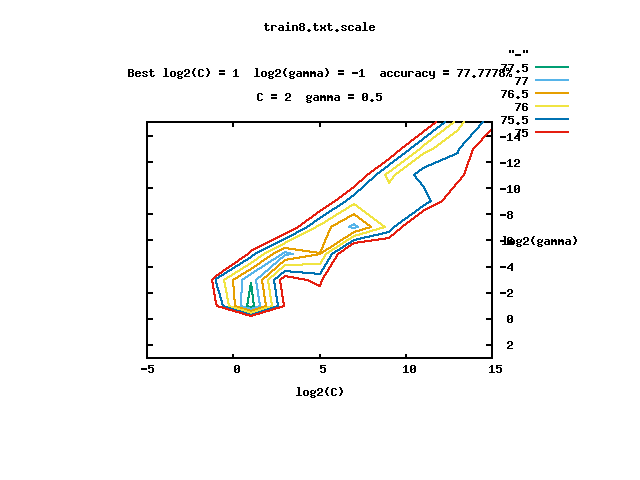 train8.txt.scale
"-"
Best log2(C) = 1  log2(gamma) = -1  accuracy = 77.7778%
77.5
77
76.5
C = 2  gamma = 0.5
76
75.5
75
-14
-12
-10
-8
-6
log2(gamma)
-4
-2
0
2
-5 0 5 10 15
log2(C)